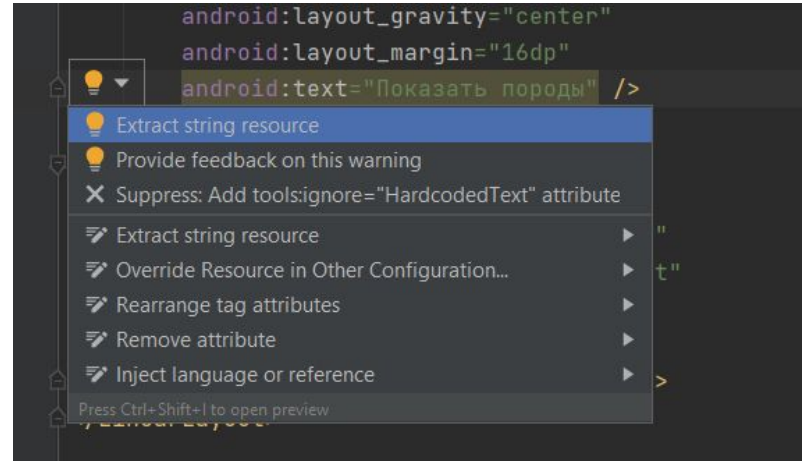 android:layout_gravity="center"
android:layout_margin="16dp"
android:text="Показать породы" />
Extract string resource
Provide feedback on this warning
Suppress: Add tools:ignore="HardcodedText" attribute
Extract string resource
"
Override Resource in Other Configuration...
t"
Rearrange tag attributes
Remove attribute
Inject language or reference
>
Press Ctrl+Shift+I to open preview